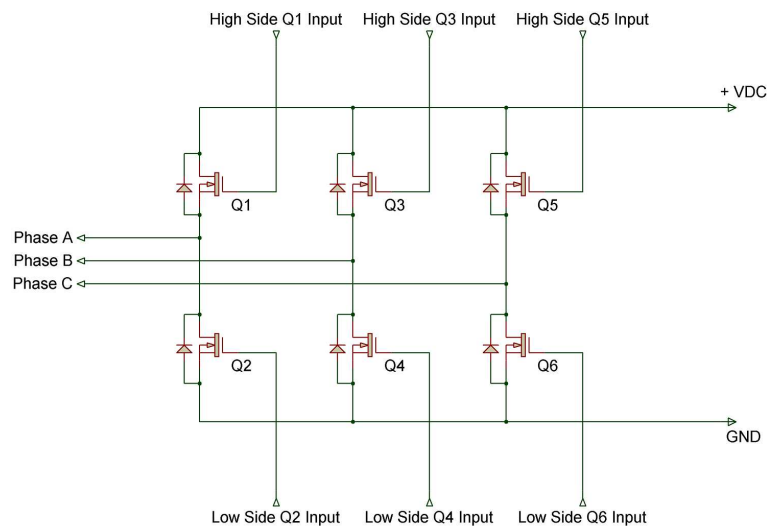 High Side Q1 Input
High Side Q3 Input
High Side Q5 Input
+ VDC
Q1
Q3
Q5
Phase A
Phase B
Phase C
Q2
Q4
Q6
GND
Low Side Q2 Input
Low Side Q4 Input
Low Side Q6 Input